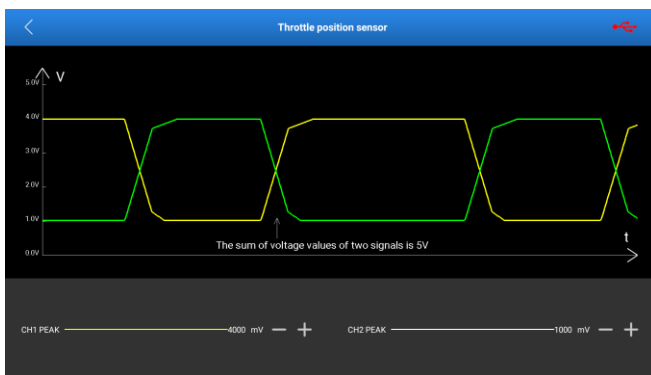 Throttle position sensor
V
5.0V
4.0V
3.0V
2.0V
1.0V
The sum of voltage values of two signals is 5V
t
0.0V
CH1 PEAK 4000 mV
CH2 PEAK 1000 mV